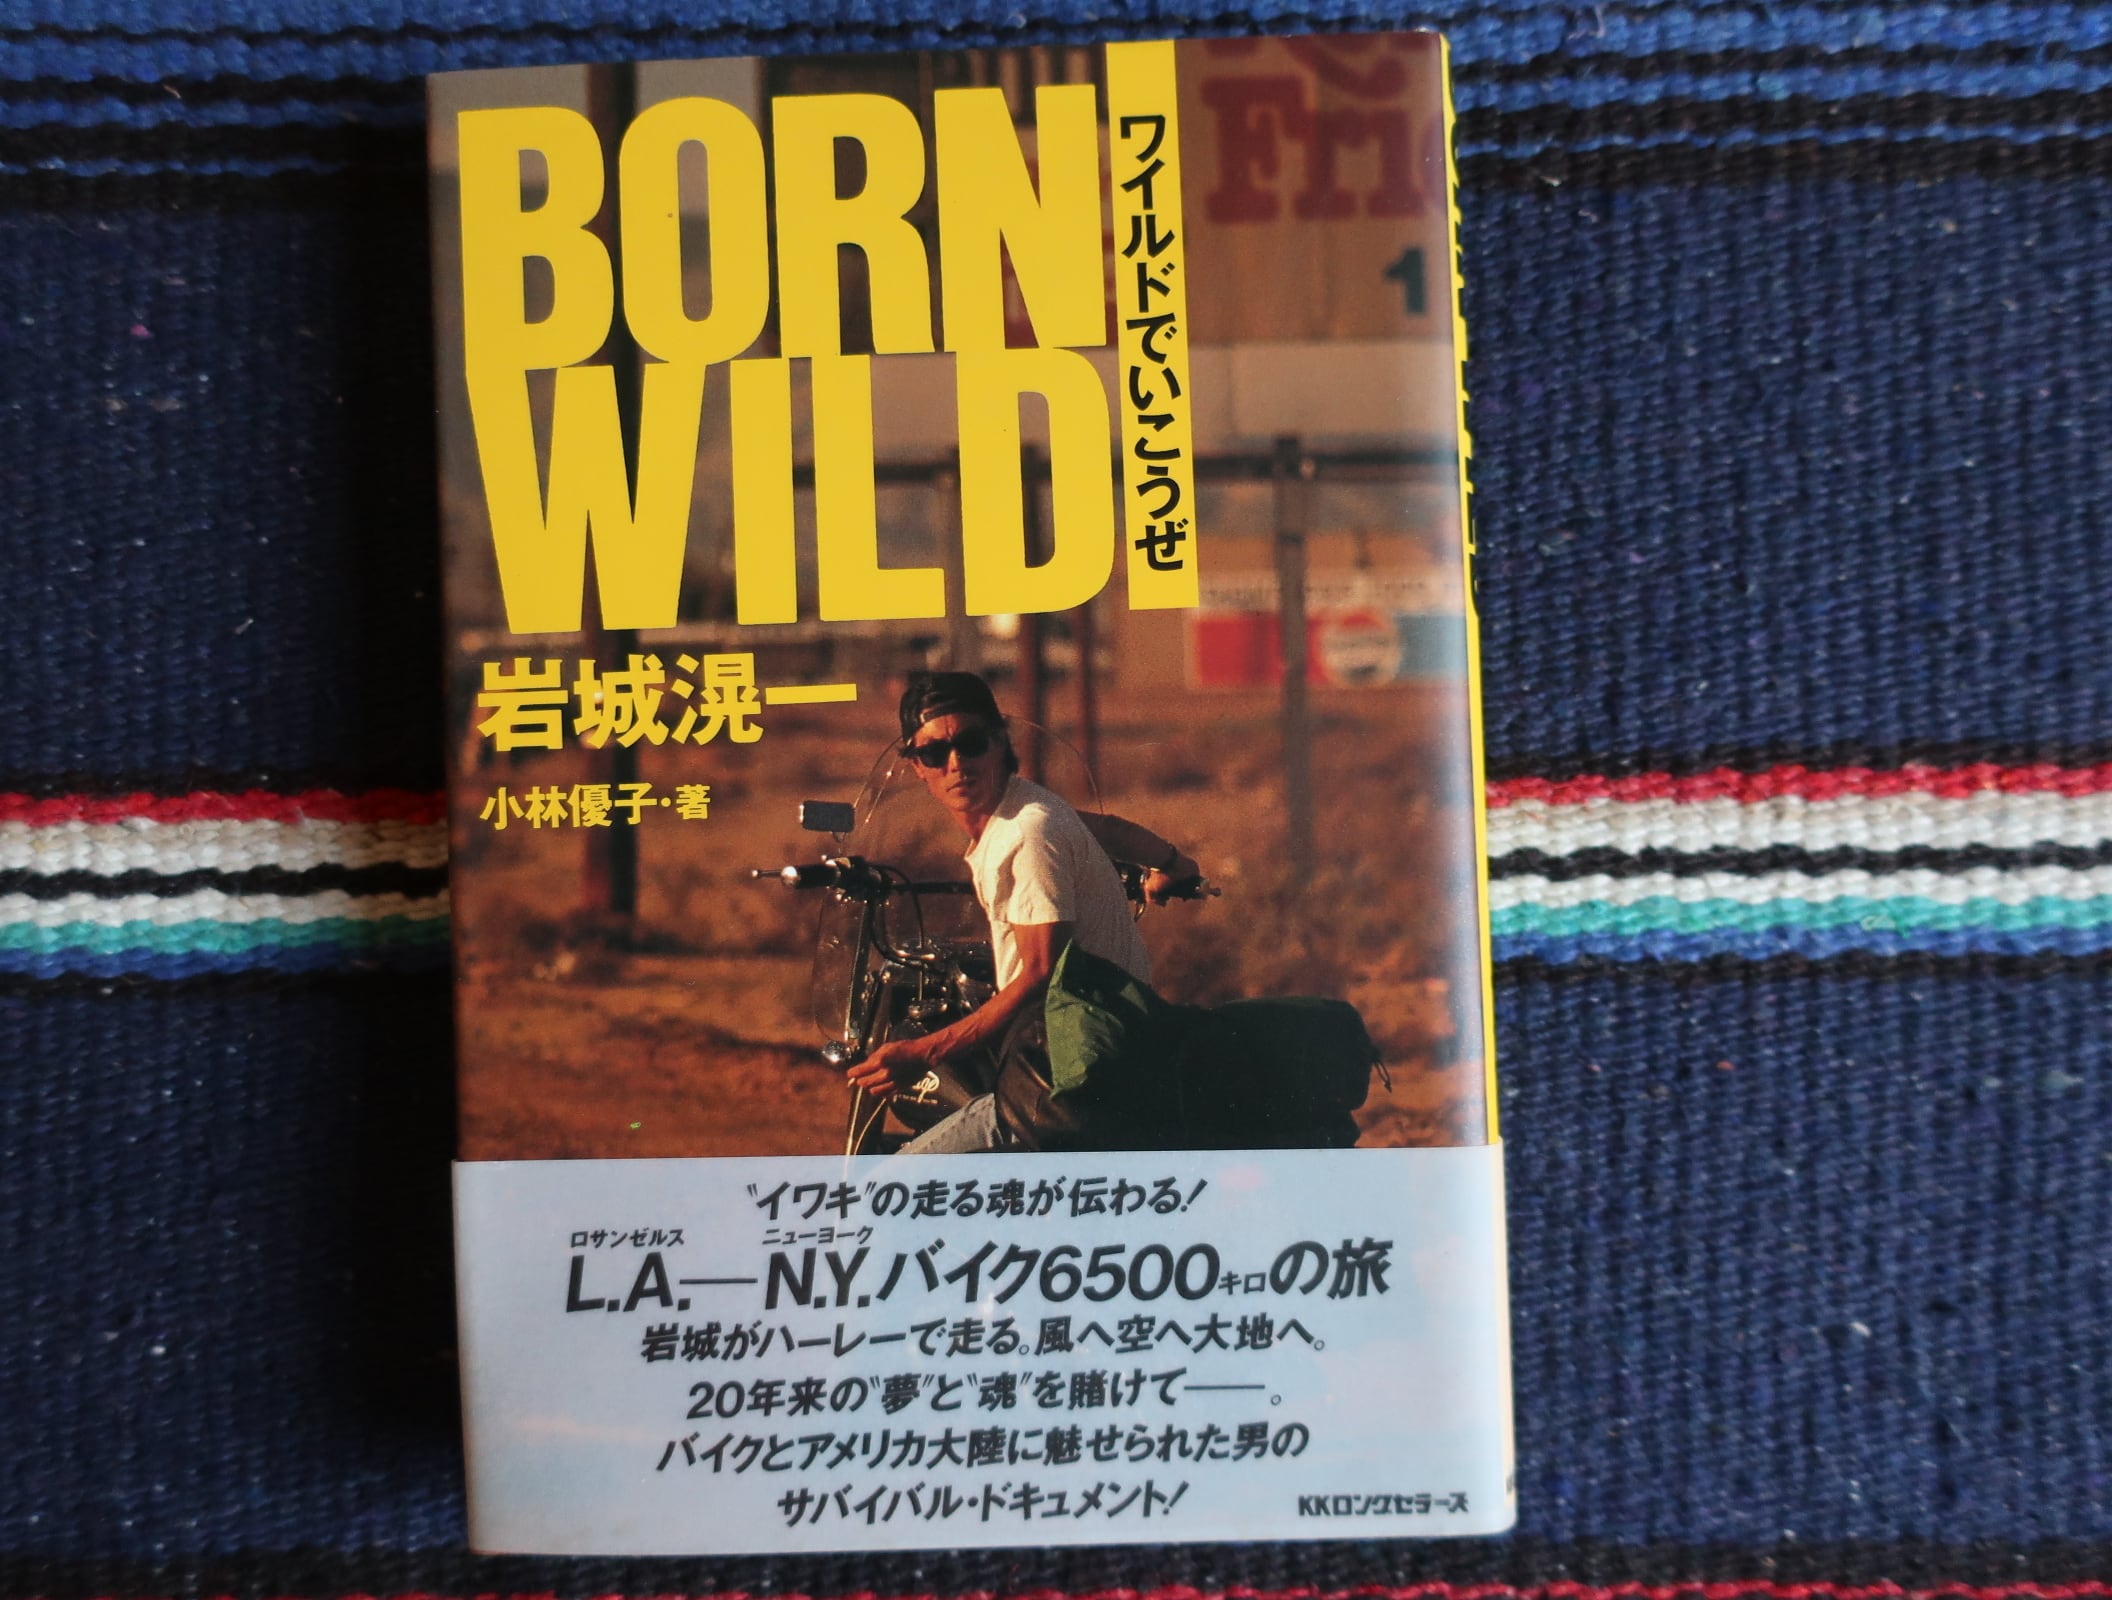 BORN
WILD
ワイルドでいこうぜ
岩城滉一
小林優子・著
1
"イワキ"の走る魂が伝わる!
ロサンゼルス ニューヨーク
L.A.―N.Y.バイク6500キロの旅
岩城がハーレーで走る。風へ空へ大地へ。
20年来の"夢"と"魂"を賭けて――。
バイクとアメリカ大陸に魅せられた男の
サバイバル・ドキュメント!
KKロングセラーズ